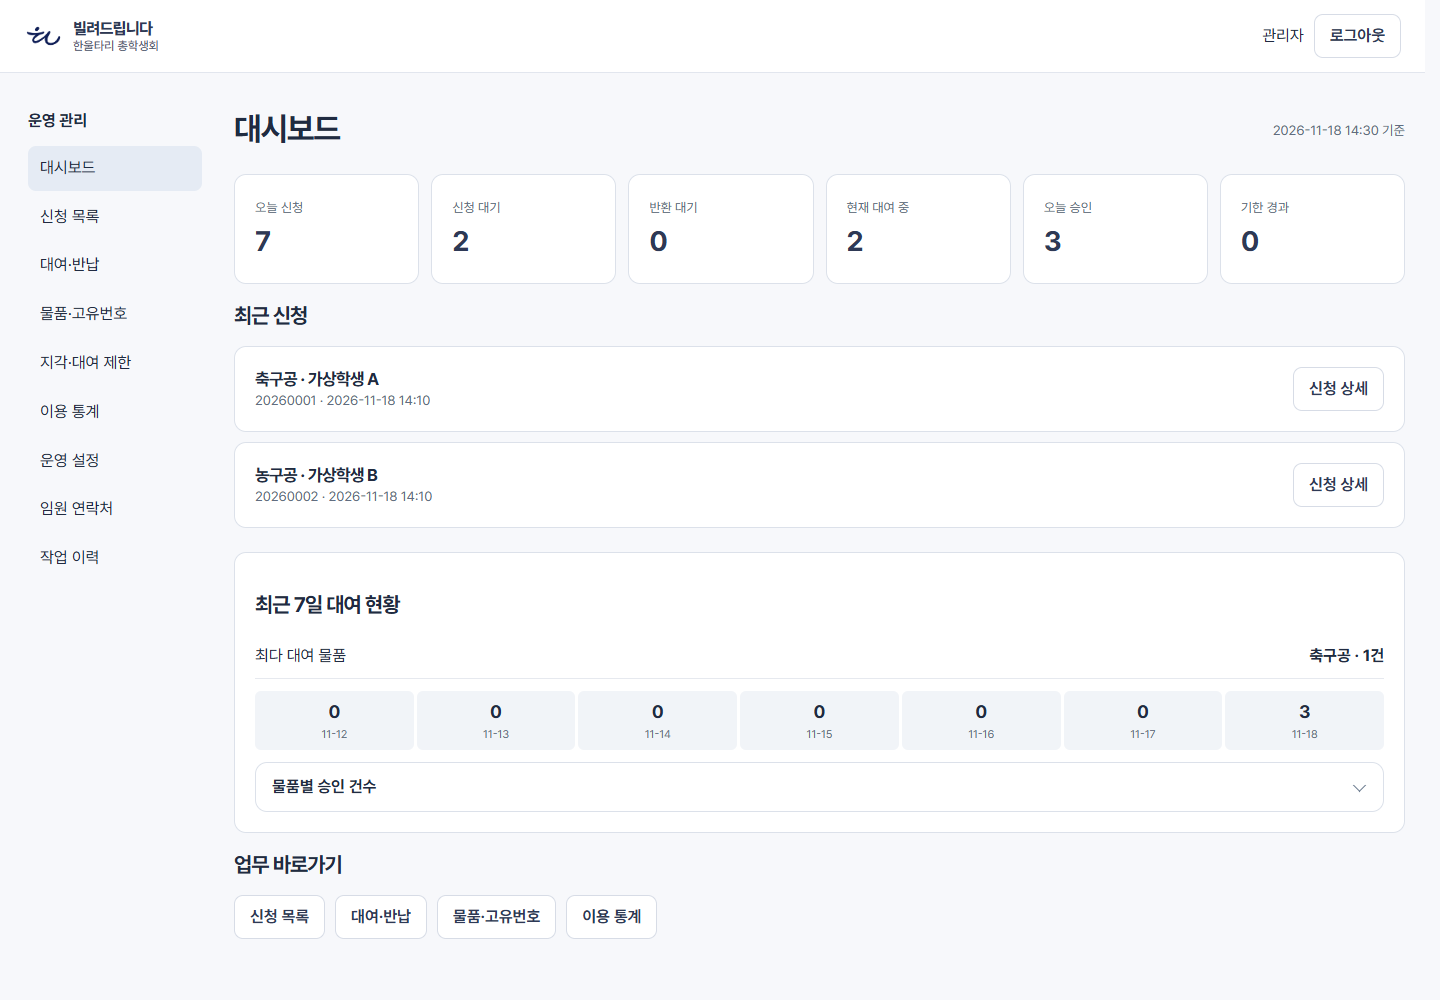 빌려드립니다
한울타리 총학생회
관리자
로그아웃
운영 관리
대시보드
신청 목록
대여·반납
물품·고유번호
지각·대여 제한
이용 통계
운영 설정
임원 연락처
작업 이력
대시보드
2026-11-18 14:30 기준
오늘 신청
7
신청 대기
2
반환 대기
0
현재 대여 중
2
오늘 승인
3
기한 경과
0
최근 신청
축구공 · 가상학생 A
20260001 · 2026-11-18 14:10
신청 상세
농구공 · 가상학생 B
20260002 · 2026-11-18 14:10
신청 상세
최근 7일 대여 현황
최다 대여 물품
축구공 · 1건
0
11-12
0
11-13
0
11-14
0
11-15
0
11-16
0
11-17
3
11-18
물품별 승인 건수
업무 바로가기
신청 목록
대여·반납
물품·고유번호
이용 통계